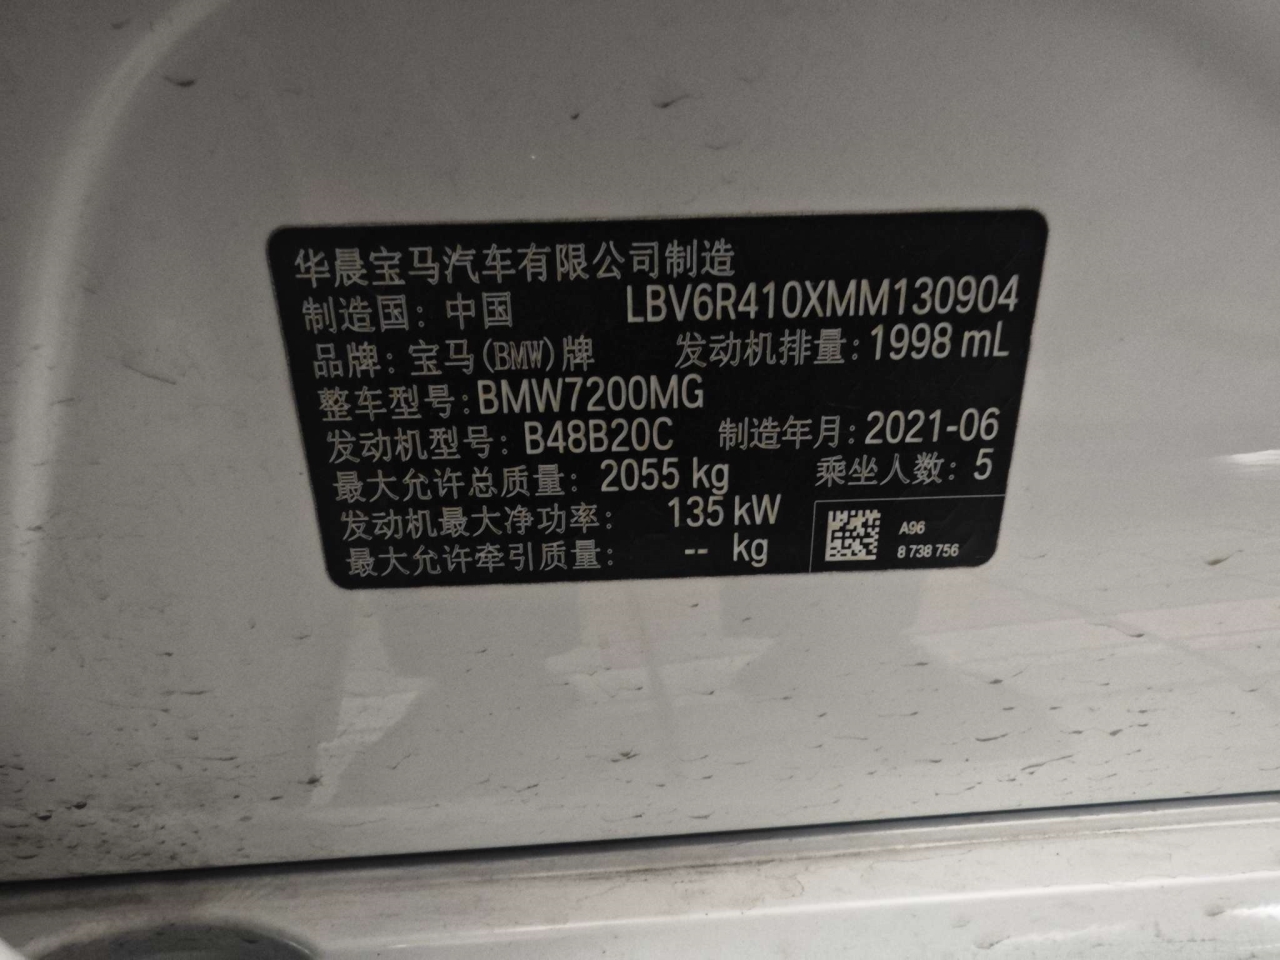 华晨宝马汽车有限公司制造
制造国：中国 LBV6R410XMM130904
品牌：宝马(BMW)牌 发动机排量：1998 mL
整车型号：BMW7200MG
发动机型号：B48B20C 制造年月：2021-06
最大允许总质量：2055 kg 乘坐人数：5
发动机最大净功率：135 kW
最大允许牵引质量：-- kg
A96
8 738 756